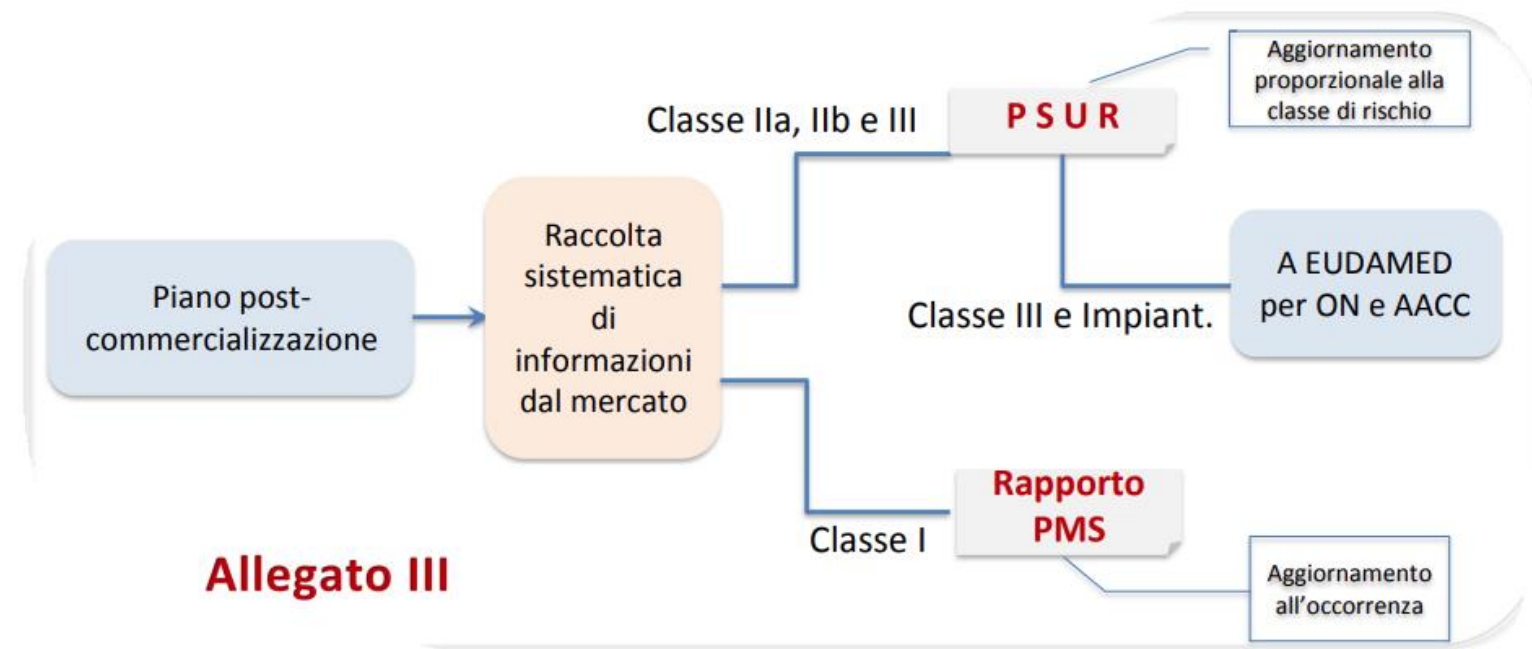 Piano post-
commercializzazione
Raccolta
sistematica
di
informazioni
dal mercato
Classe IIa, IIb e III
P S U R
Aggiornamento
proporzionale alla
classe di rischio
Classe III e Impiant.
A EUDAMED
per ON e AACC
Classe I
Rapporto
PMS
Aggiornamento
all’occorrenza
Allegato III